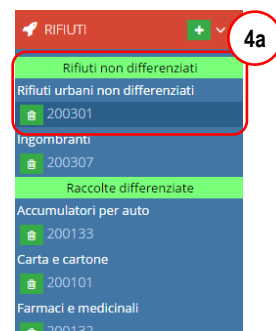 RIFIUTI
4a
Rifiuti non differenziati
Rifiuti urbani non differenziati
200301
Ingombranti
200307
Raccolte differenziate
Accumulatori per auto
200133
Carta e cartone
200101
Farmaci e medicinali
200132